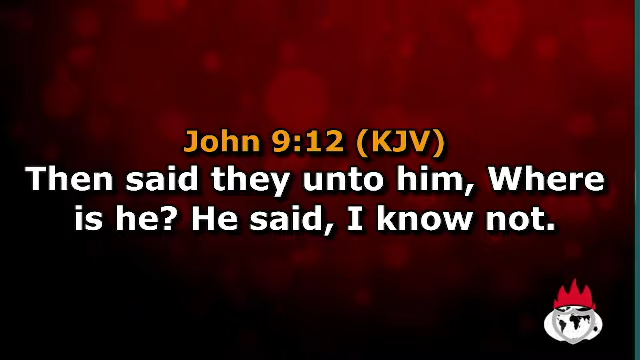 John 9:12 (KJV)
Then said they unto him, Where
is he? He said, I know not.